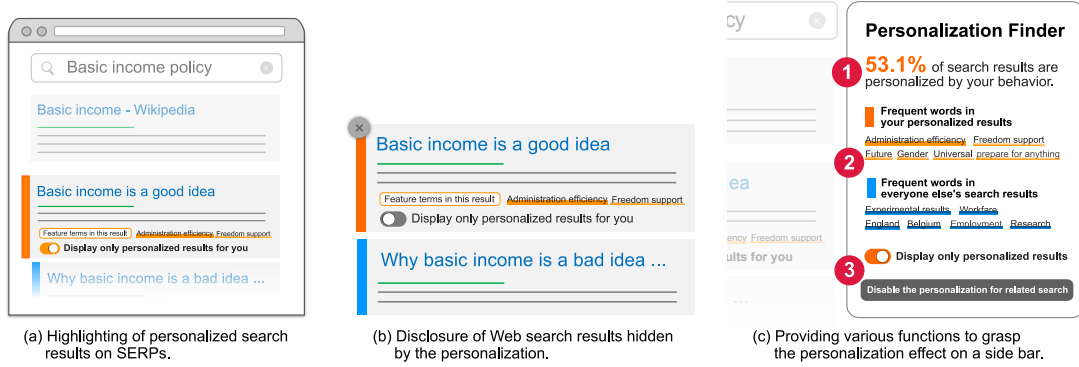 Basic income policy
Basic income - Wikipedia
Basic income is a good idea
Feature terms in this result Administration efficiency Freedom support
Display only personalized results for you
Why basic income is a bad idea ...
(a) Highlighting of personalized search
results on SERPs.
Basic income is a good idea
Feature terms in this result Administration efficiency Freedom support
Display only personalized results for you
Why basic income is a bad idea ...
(b) Disclosure of Web search results hidden
by the personalization.
cy
ea
ency Freedom support
ults for you
...
Personalization Finder
1
53.1% of search results are
personalized by your behavior.
Frequent words in
your personalized results
Administration efficiency Freedom support
2
Future Gender Universal prepare for anything
Frequent words in
everyone else's search results
Experimental results Workfare
England Belgium Employment Research
Display only personalized results
3
Disable the personalization for related search
(c) Providing various functions to grasp
the personalization effect on a side bar.